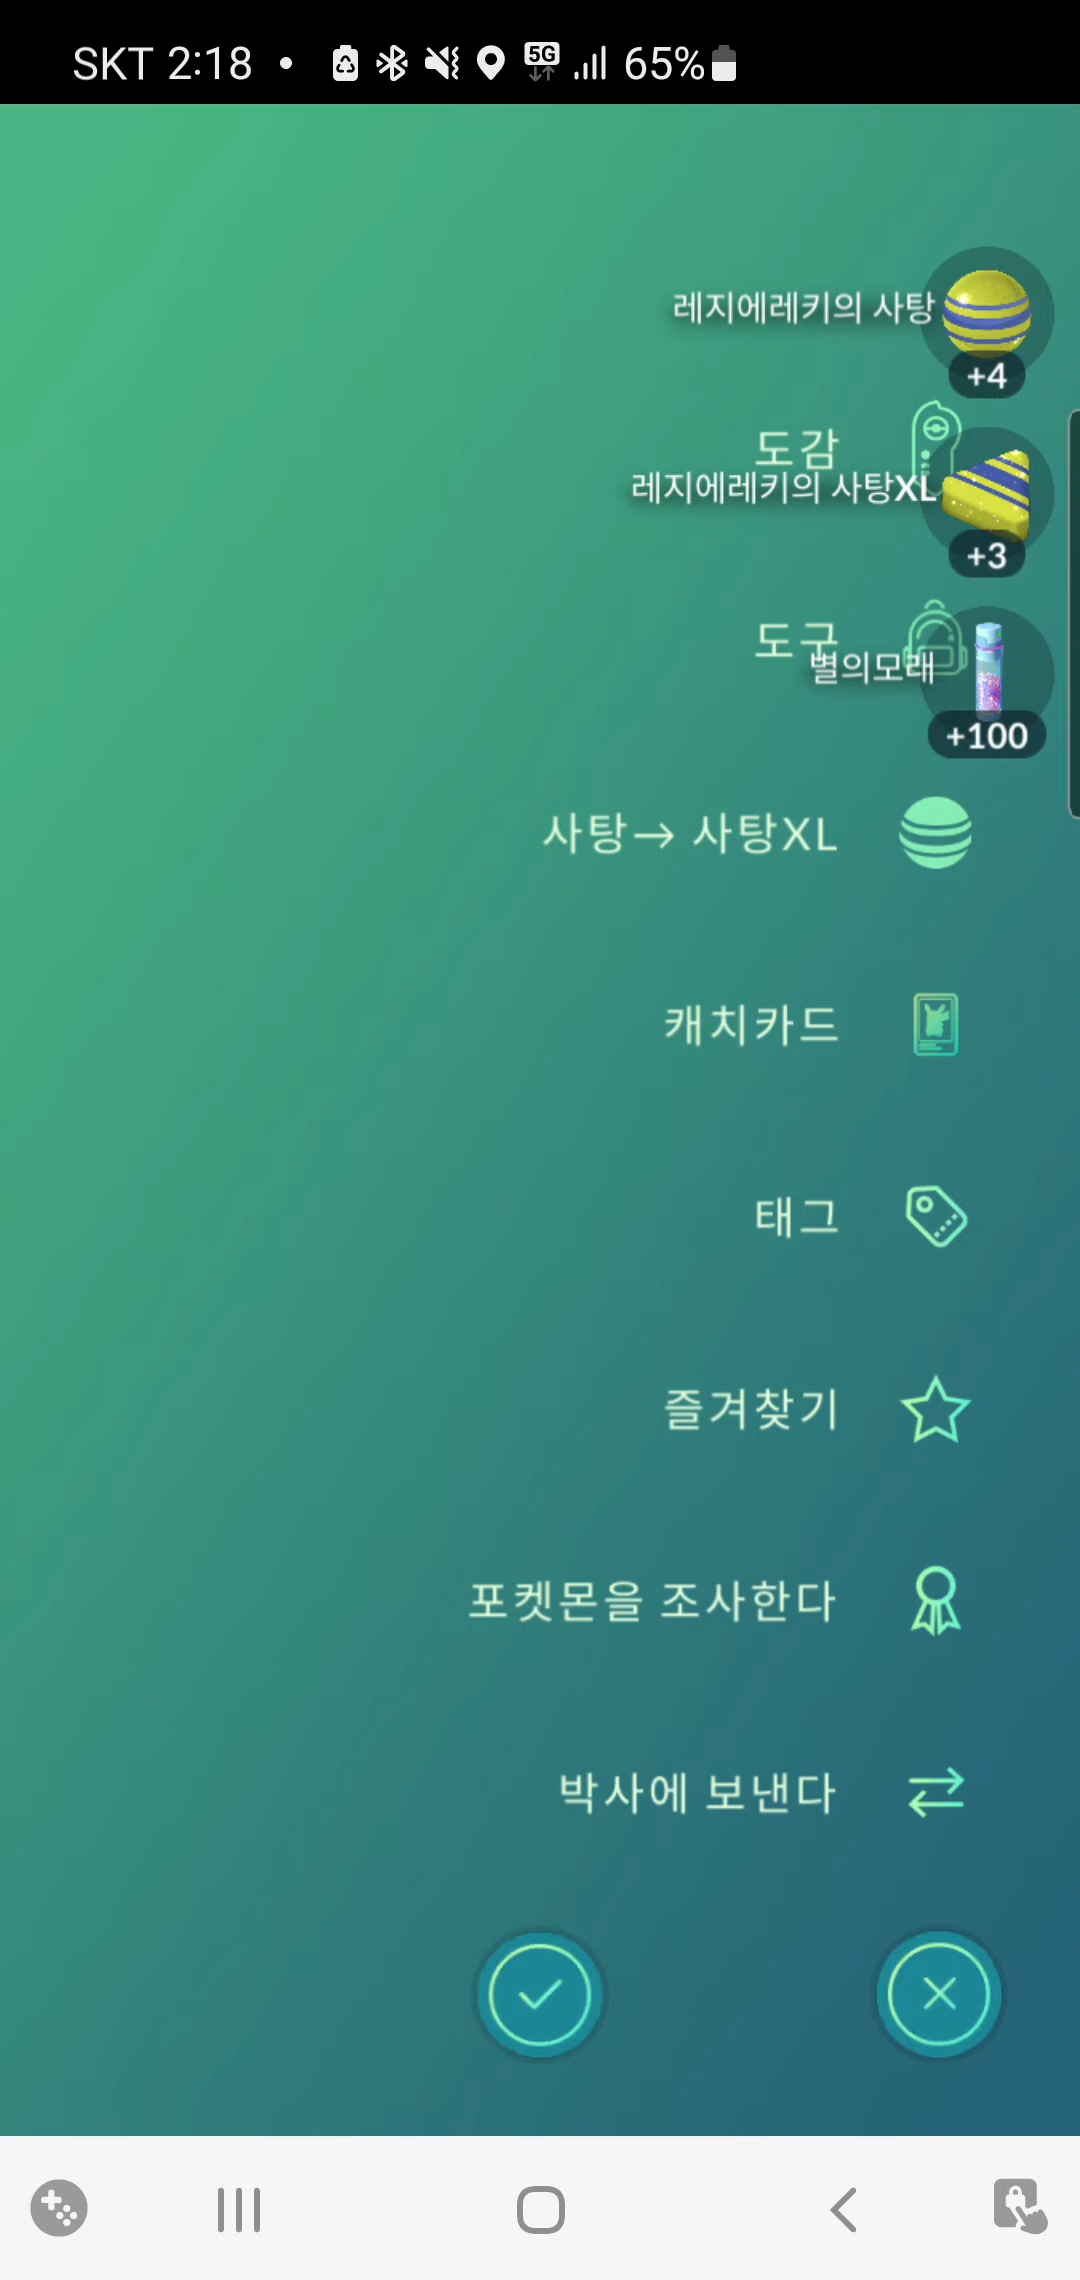 SKT 2:18 • 5G 65%
레지에레키의 사탕
+4
도감
레지에레키의 사탕XL
+3
도구
별의모래
+100
사탕→ 사탕XL
캐치카드
태그
즐겨찾기
포켓몬을 조사한다
박사에 보낸다